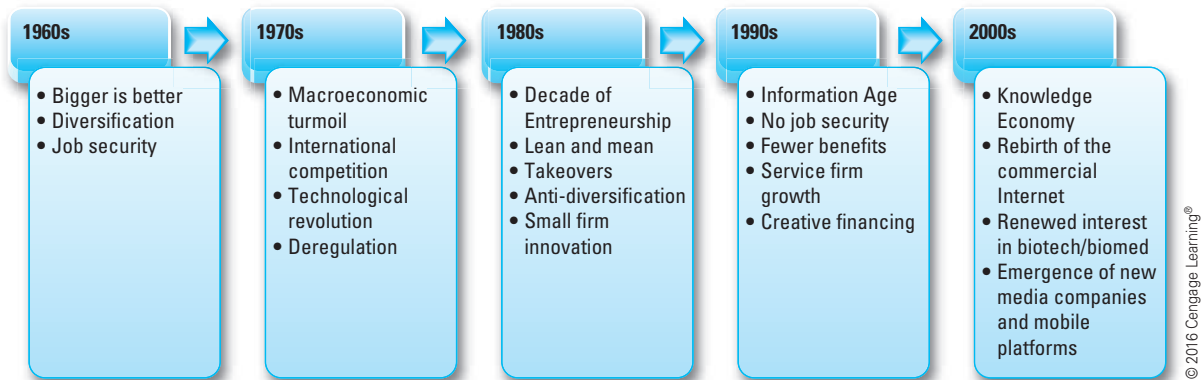 1960s
• Bigger is better
• Diversification
• Job security
1970s
• Macroeconomic
turmoil
• International
competition
• Technological
revolution
• Deregulation
1980s
• Decade of
Entrepreneurship
• Lean and mean
• Takeovers
• Anti-diversification
• Small firm
innovation
1990s
• Information Age
• No job security
• Fewer benefits
• Service firm
growth
• Creative financing
2000s
• Knowledge
Economy
• Rebirth of the
commercial
Internet
• Renewed interest
in biotech/biomed
• Emergence of new
media companies
and mobile
platforms
© 2016 Cengage Learning®